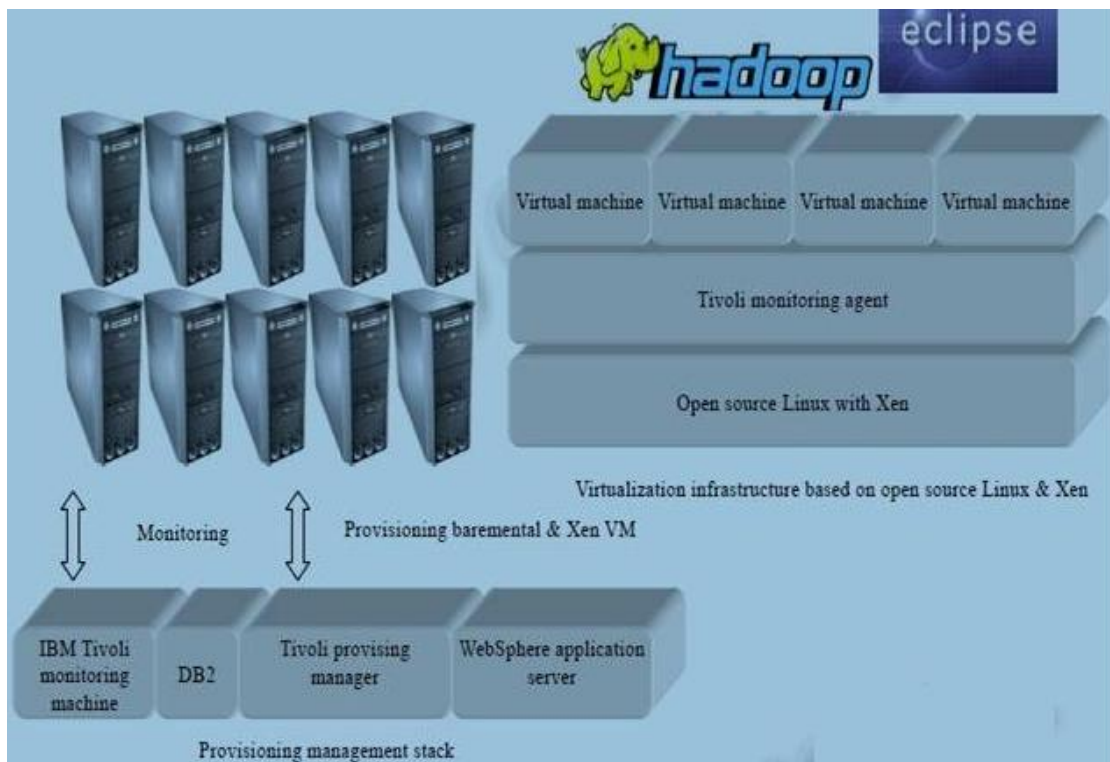 eclipse
hadoop
Virtual machine Virtual machine Virtual machine Virtual machine
Tivoli monitoring agent
Open source Linux with Xen
Virtualization infrastructure based on open source Linux & Xen
Monitoring
Provisioning baremental & Xen VM
IBM Tivoli
monitoring
machine
DB2
Tivoli provising
manager
WebSphere application
server
Provisioning management stack